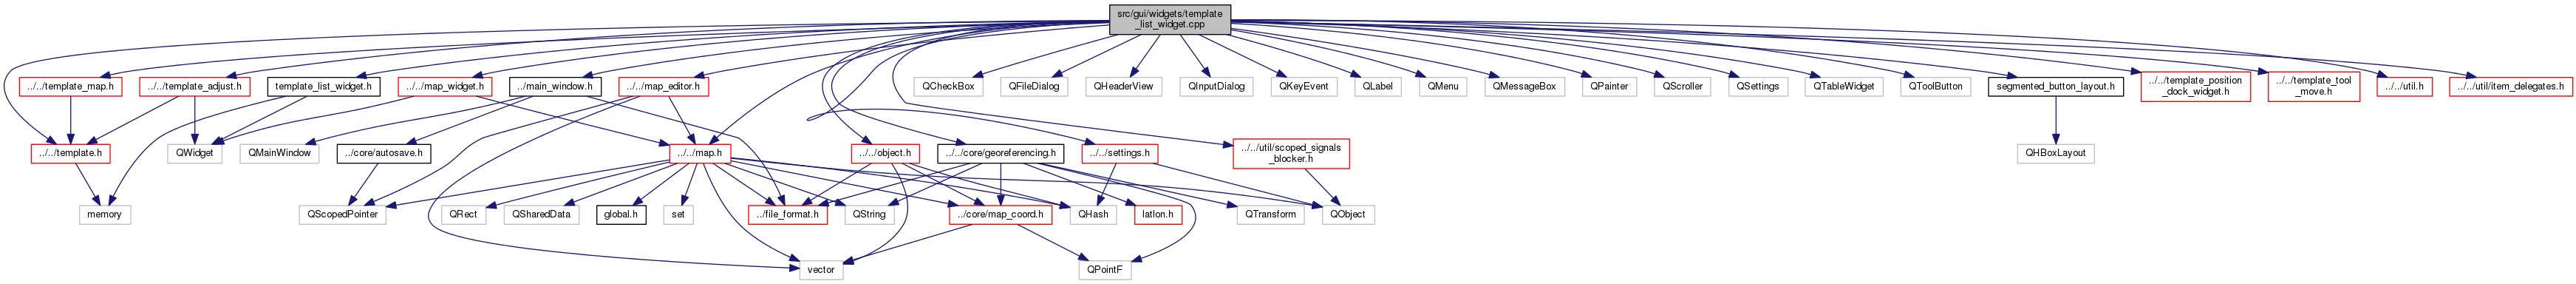 src/gui/widgets/template
_list_widget.cpp
../../template_map.h
../../template_adjust.h
template_list_widget.h
../../map_widget.h
../main_window.h
../../map_editor.h
QCheckBox
QFileDialog
QHeaderView
QInputDialog
QKeyEvent
QLabel
QMenu
QMessageBox
QPainter
QScroller
QSettings
QTableWidget
QToolButton
segmented_button_layout.h
../../template_position
_dock_widget.h
../../template_tool
_move.h
../../util.h
../../util/item_delegates.h
../../template.h
QWidget
QMainWindow
../core/autosave.h
../../map.h
../../object.h
../../core/georeferencing.h
../../settings.h
../../util/scoped_signals
_blocker.h
QHBoxLayout
memory
QScopedPointer
QRect
QSharedData
global.h
set
../file_format.h
QString
../core/map_coord.h
QHash
latlon.h
QTransform
QObject
vector
QPointF